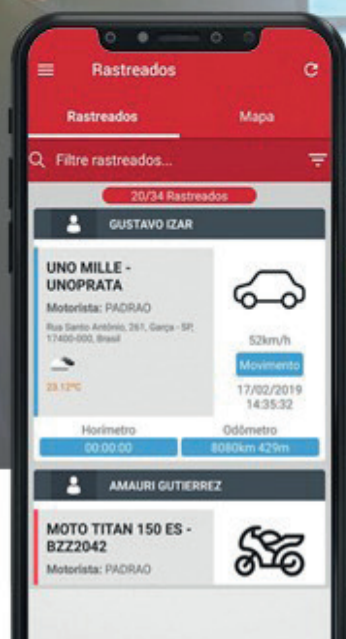 Rastreados
Rastreados Mapa
Filtre rastreados...
20/34 Rastreados
GUSTAVO IZAR
UNO MILLE -
UNOPRATA
Motorista: PADRAO
Rua Santo Antônio, 261, Garça - SP,
17400-000, Brasil
23.12ºC
52km/h
Movimento
17/02/2019
14:35:32
Horímetro Odômetro
00:00:00 8080km 429m
AMAURI GUTIERREZ
MOTO TITAN 150 ES -
BZZ2042
Motorista: PADRAO